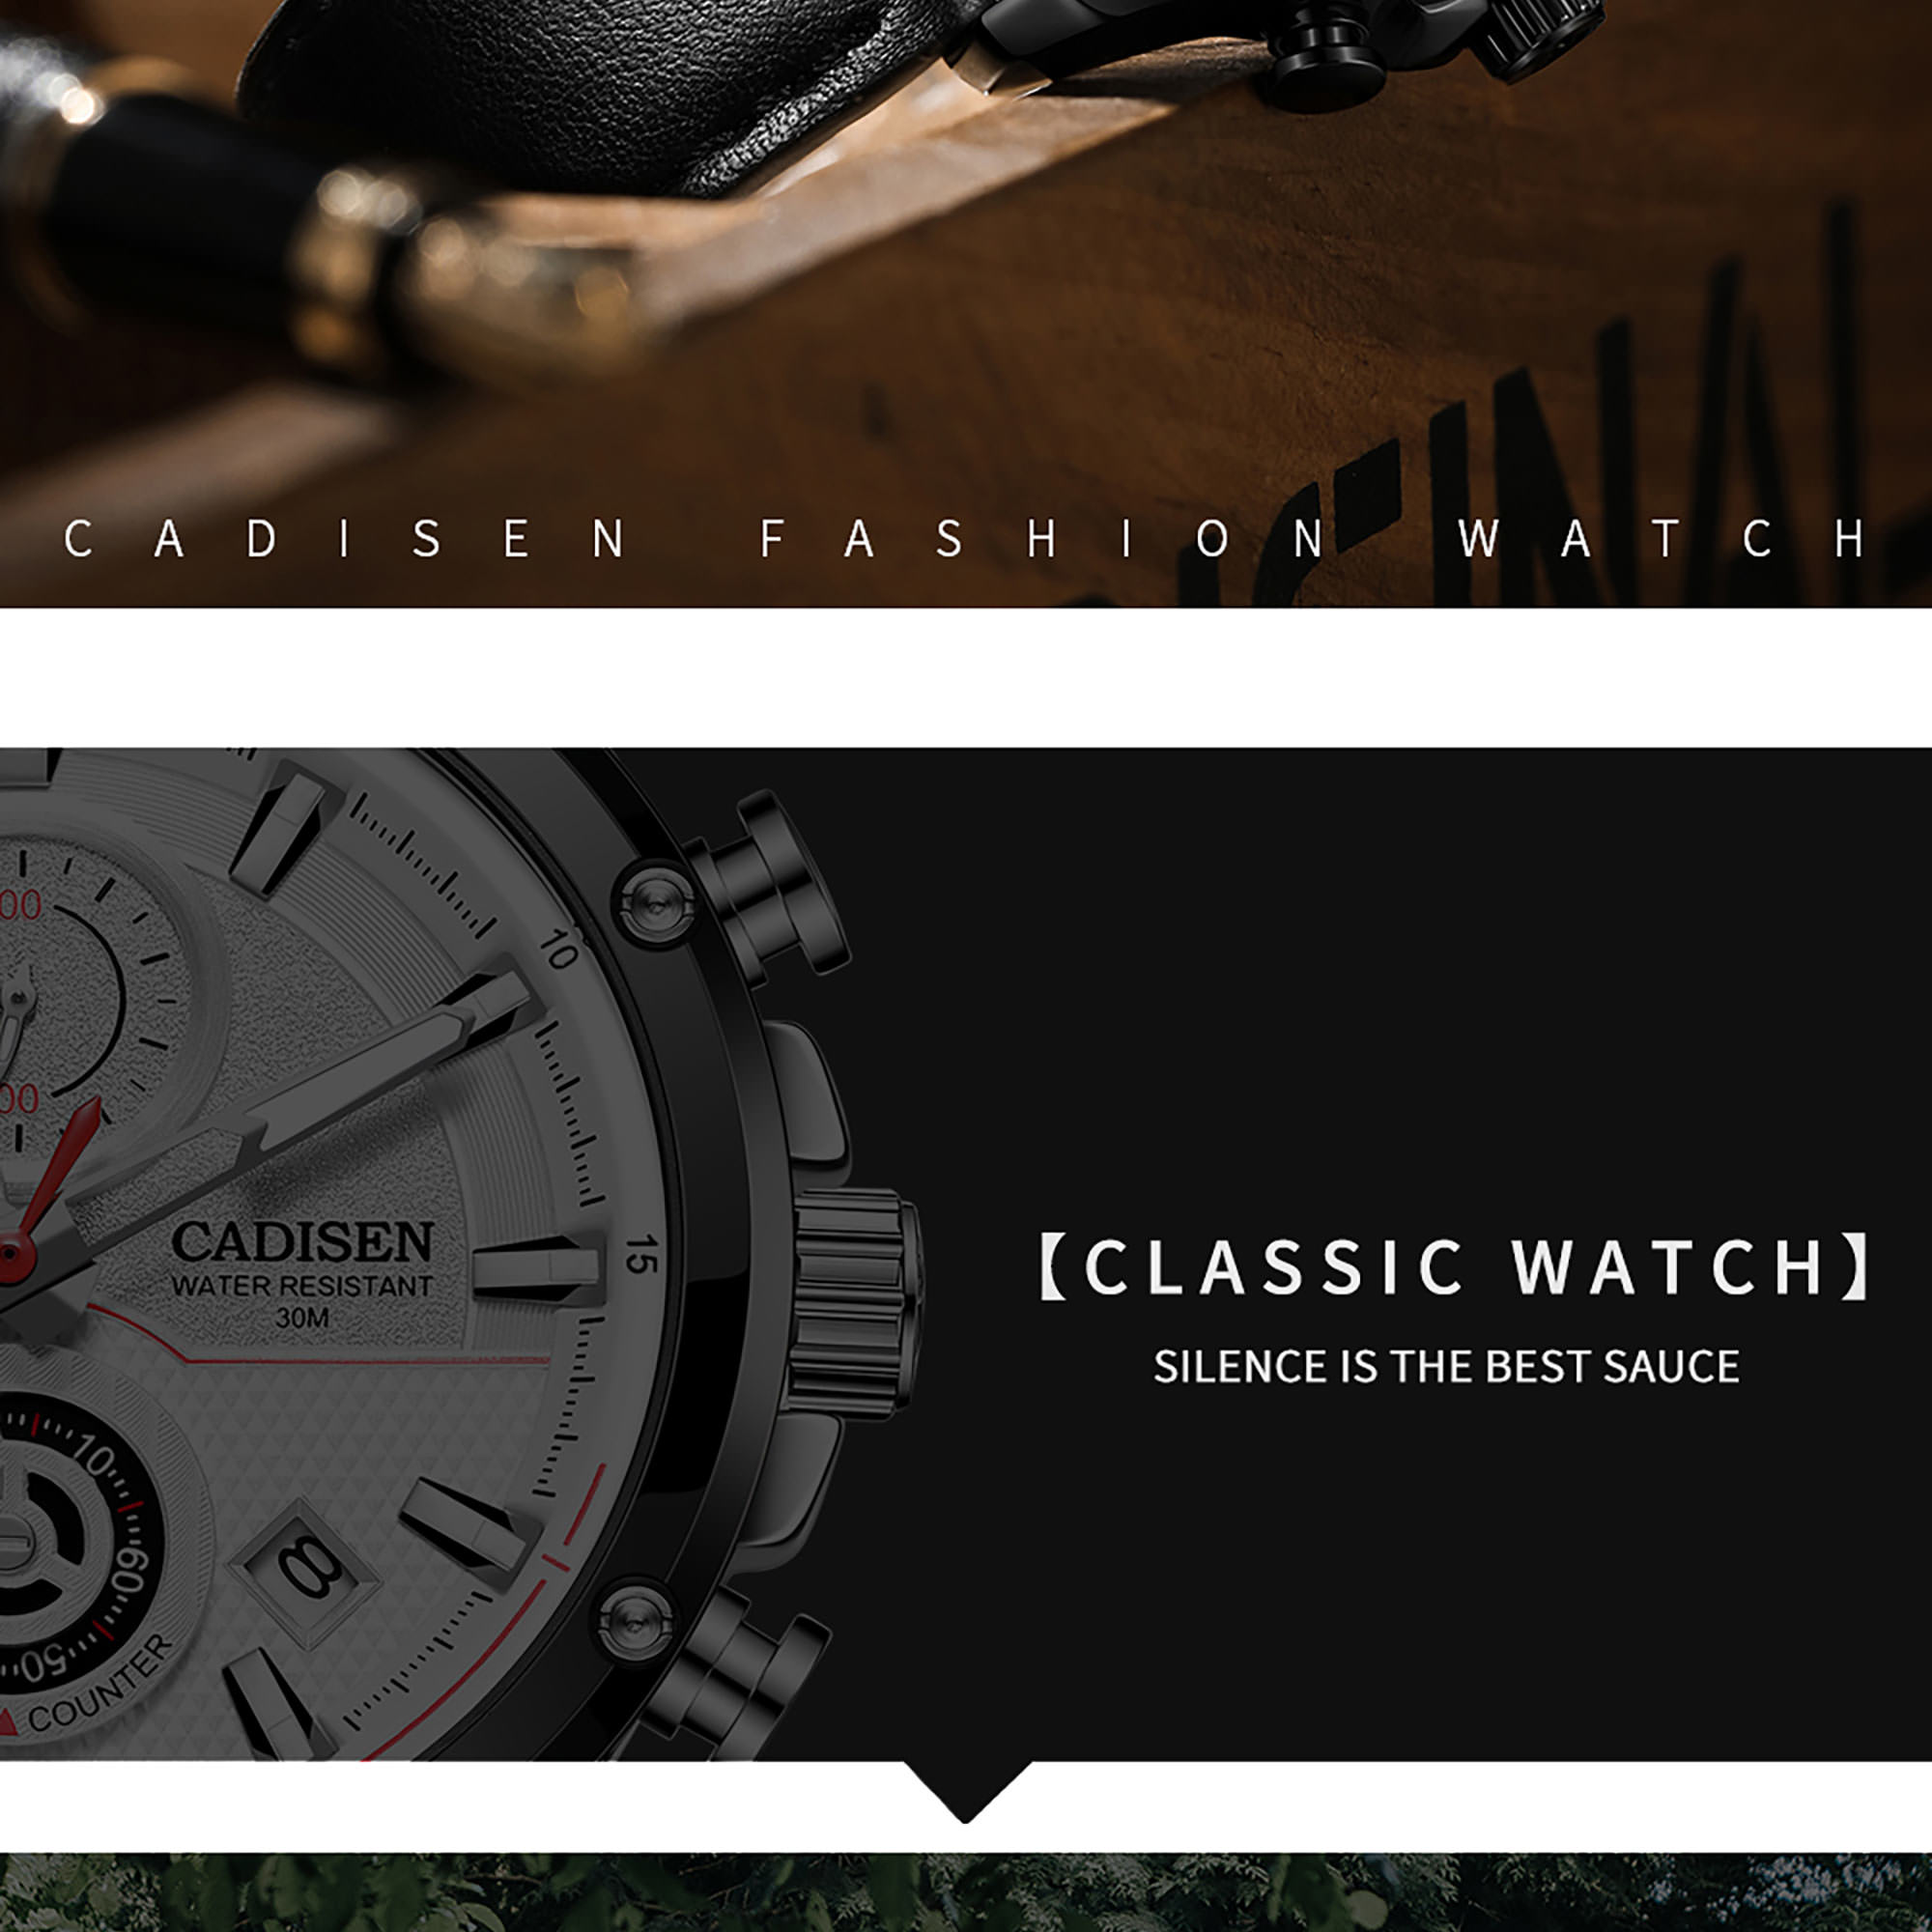 CADISEN FASHION WATCH
10
15
CADISEN
WATER RESISTANT
30M
10
60
50
COUNTER
8
【CLASSIC WATCH】
SILENCE IS THE BEST SAUCE